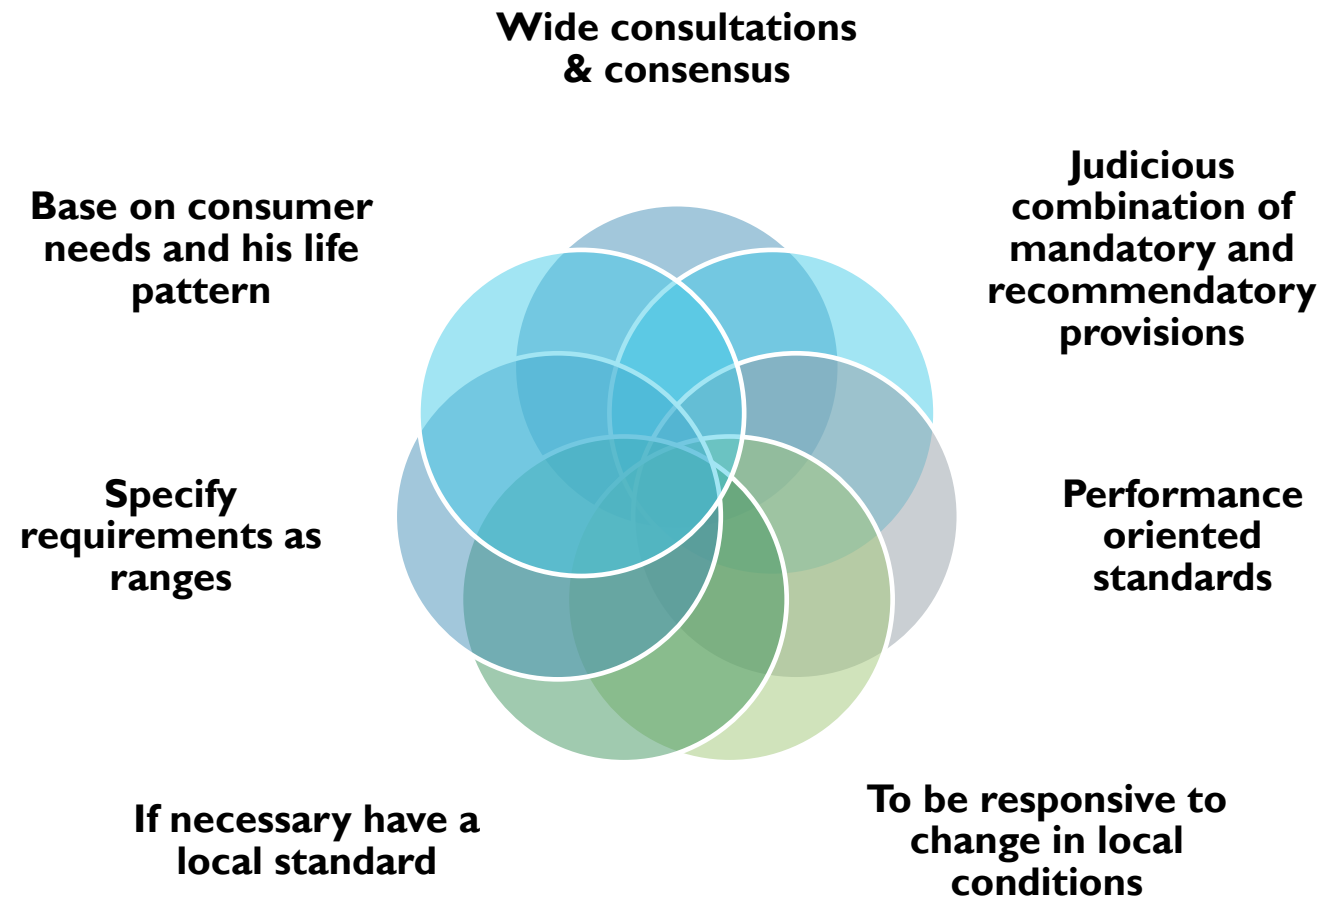 Wide consultations
& consensus
Judicious
combination of
mandatory and
recommendatory
provisions
Performance
oriented
standards
To be responsive to
change in local
conditions
If necessary have a
local standard
Specify
requirements as
ranges
Base on consumer
needs and his life
pattern